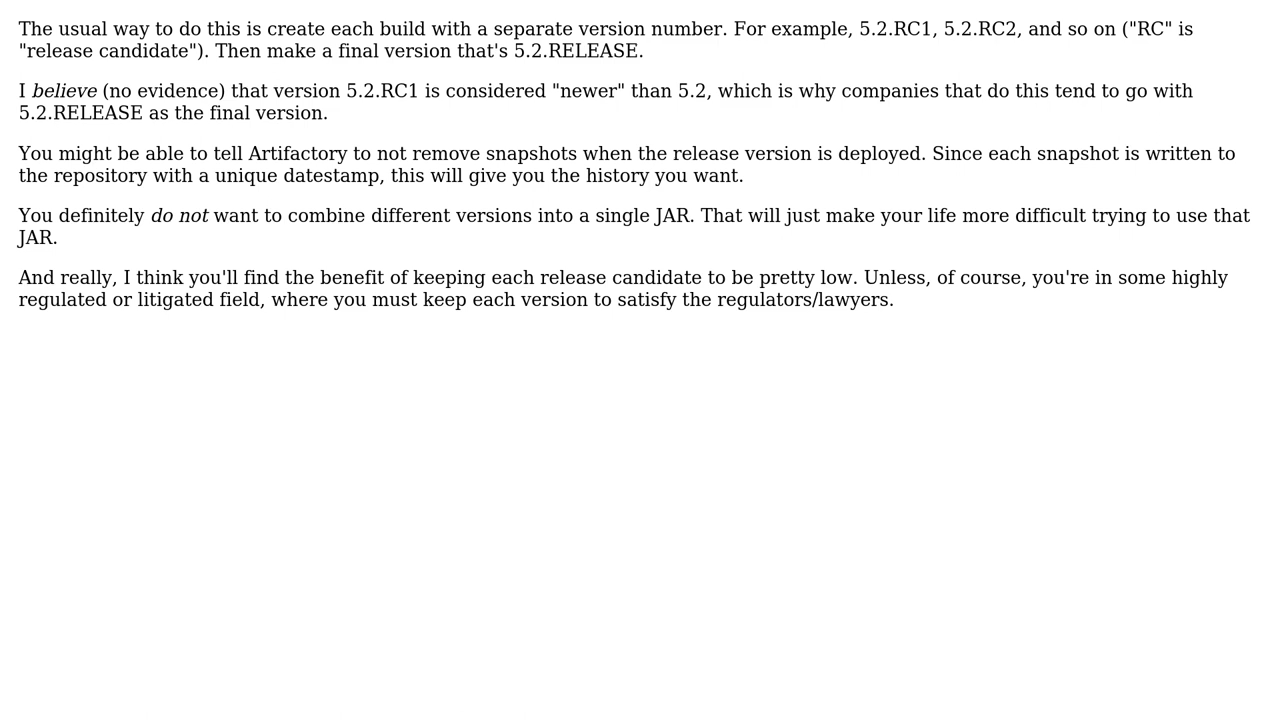 The usual way to do this is create each build with a separate version number. For example, 5.2.RC1, 5.2.RC2, and so on ("RC" is
"release candidate"). Then make a final version that's 5.2.RELEASE.
I believe (no evidence) that version 5.2.RC1 is considered "newer" than 5.2, which is why companies that do this tend to go with
5.2.RELEASE as the final version.
You might be able to tell Artifactory to not remove snapshots when the release version is deployed. Since each snapshot is written to
the repository with a unique datestamp, this will give you the history you want.
You definitely do not want to combine different versions into a single JAR. That will just make your life more difficult trying to use that
JAR.
And really, I think you'll find the benefit of keeping each release candidate to be pretty low. Unless, of course, you're in some highly
regulated or litigated field, where you must keep each version to satisfy the regulators/lawyers.